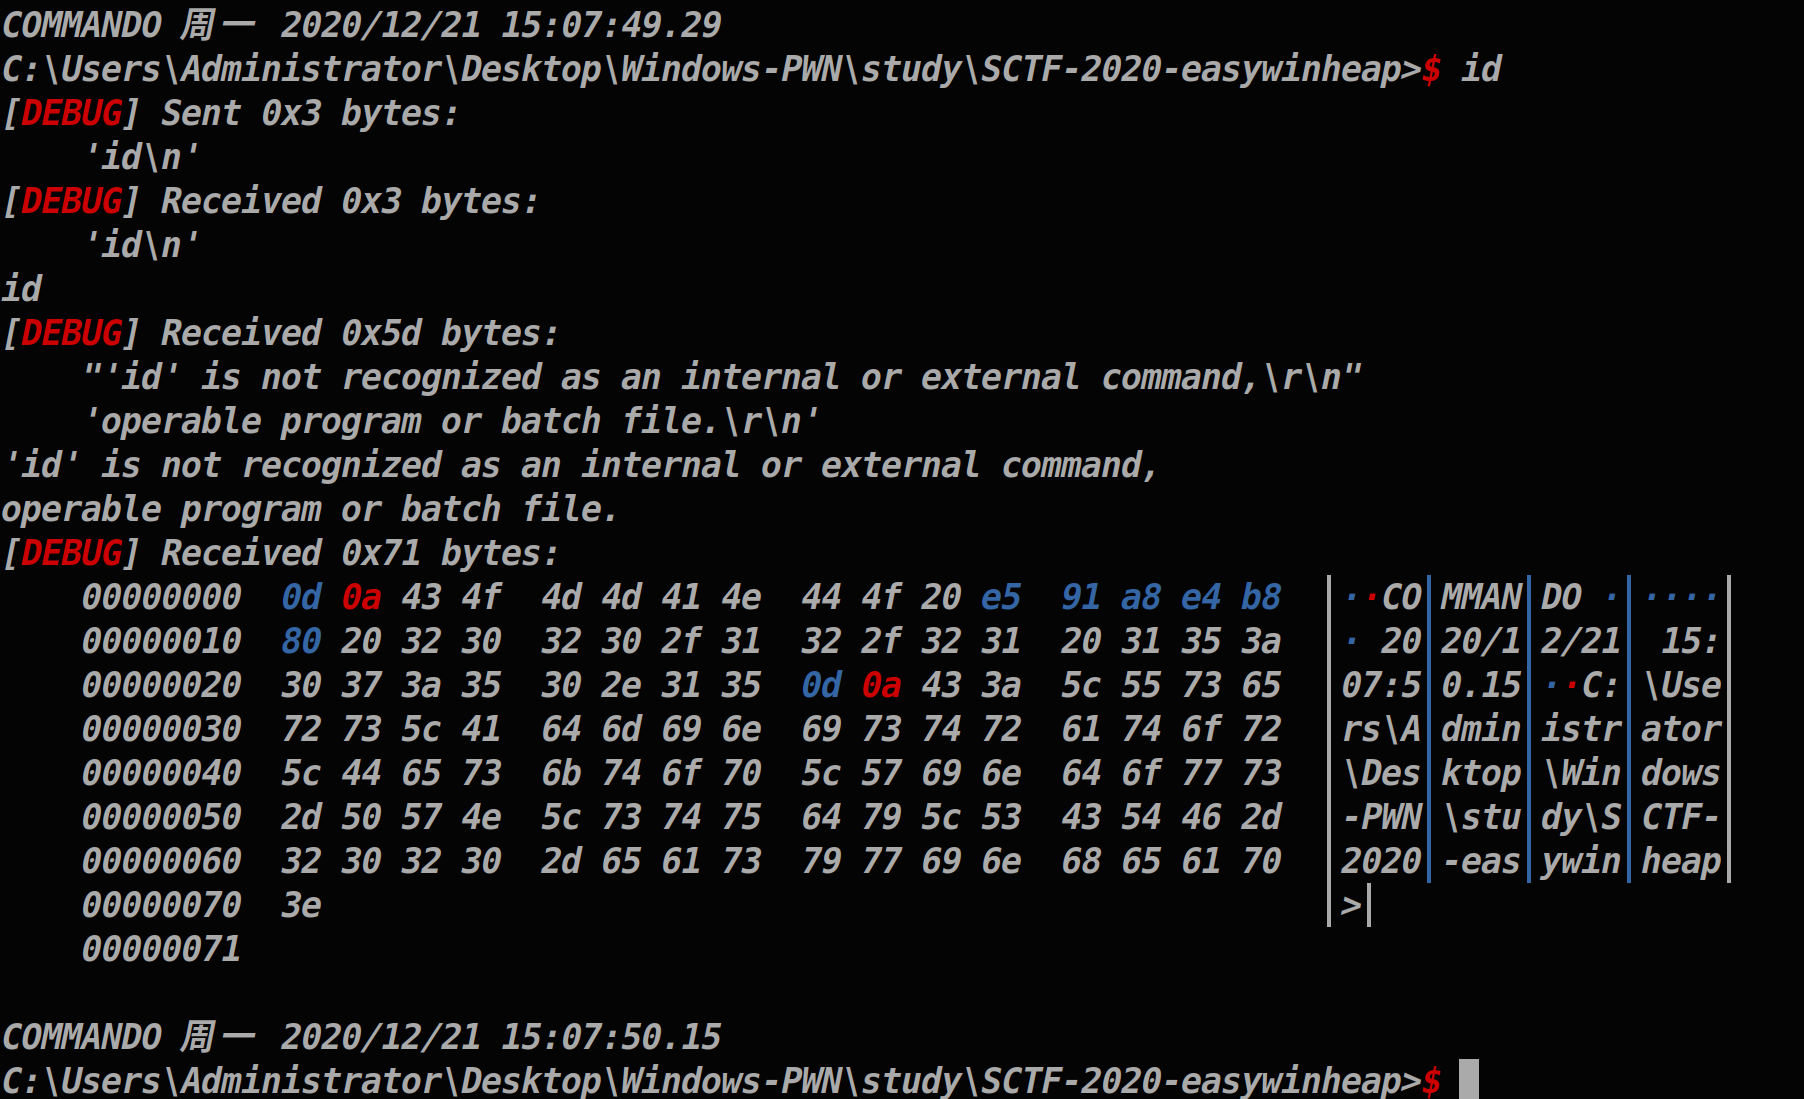 COMMANDO 周一 2020/12/21 15:07:49.29
C:\Users\Administrator\Desktop\Windows-PWN\study\SCTF-2020-easywinheap>$ id
[DEBUG] Sent 0x3 bytes:
    'id\n'
[DEBUG] Received 0x3 bytes:
    'id\n'
id
[DEBUG] Received 0x5d bytes:
    "'id' is not recognized as an internal or external command,\r\n"
    'operable program or batch file.\r\n'
'id' is not recognized as an internal or external command,
operable program or batch file.
[DEBUG] Received 0x71 bytes:
    00000000  0d 0a 43 4f  4d 4d 41 4e  44 4f 20 e5  91 a8 e4 b8  │··CO│MMAN│DO ·│····│
    00000010  80 20 32 30  32 30 2f 31  32 2f 32 31  20 31 35 3a  │· 20│20/1│2/21│ 15:│
    00000020  30 37 3a 35  30 2e 31 35  0d 0a 43 3a  5c 55 73 65  │07:5│0.15│··C:│\Use│
    00000030  72 73 5c 41  64 6d 69 6e  69 73 74 72  61 74 6f 72  │rs\A│dmin│istr│ator│
    00000040  5c 44 65 73  6b 74 6f 70  5c 57 69 6e  64 6f 77 73  │\Des│ktop│\Win│dows│
    00000050  2d 50 57 4e  5c 73 74 75  64 79 5c 53  43 54 46 2d  │-PWN│\stu│dy\S│CTF-│
    00000060  32 30 32 30  2d 65 61 73  79 77 69 6e  68 65 61 70  │2020│-eas│ywin│heap│
    00000070  3e                                                  │>│
    00000071
COMMANDO 周一 2020/12/21 15:07:50.15
C:\Users\Administrator\Desktop\Windows-PWN\study\SCTF-2020-easywinheap>$